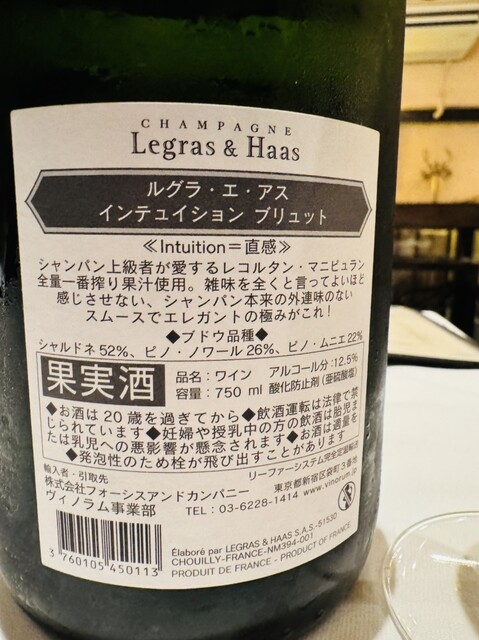 CHAMPAGNE
Legras & Haas
ルグラ・エ・アス
インテュイション ブリュット
≪Intuition=直感≫
シャンパン上級者が愛するレコルタン・マニピュラン
全量一番搾り果汁使用。雑味を全くと言ってよいほど
感じさせない、シャンパン本来の外連味のない
スムースでエレガントの極みがこれ!
◆ブドウ品種◆
シャルドネ 52%、ピノ・ノワール 26%、ピノ・ムニエ 22%
果実酒
品名:ワイン アルコール分:12.5%
容量:750 ml 酸化防止剤(亜硫酸塩)
◆お酒は20歳を過ぎてから◆飲酒運転は法律で禁
じられています◆妊婦や授乳中の方の飲酒は胎児ま
たは乳児への悪影響が懸念されます◆お酒は適量を
◆発泡性のため栓が飛び出すことがあります
輸入者・引取先
リーファーシステム完全定温輸送
株式会社フォーシスアンドカンパニー
東京都新宿区袋町3番地
ヴィノラム事業部
TEL:03-6228-1414 www.vinorum.jp
3 760105 450113
Élaboré par LEGRAS & HAAS S.A.S -51530
CHOUILLY-FRANCE-NM394-001
PRODUIT DE FRANCE - PRODUCT OF FRANCE